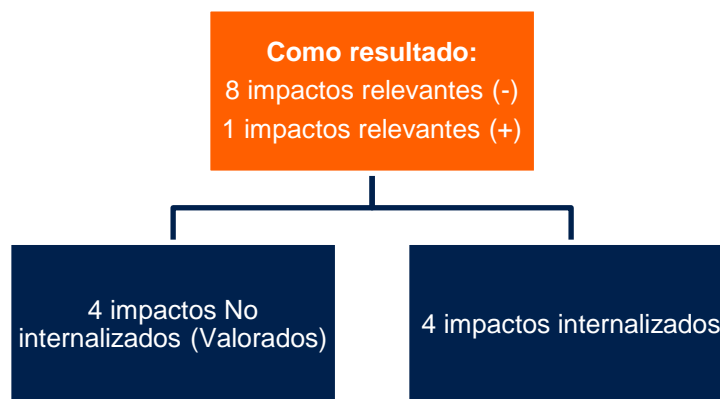 Como resultado:
8 impactos relevantes (-)
1 impactos relevantes (+)
4 impactos No
internalizados (Valorados)
4 impactos internalizados